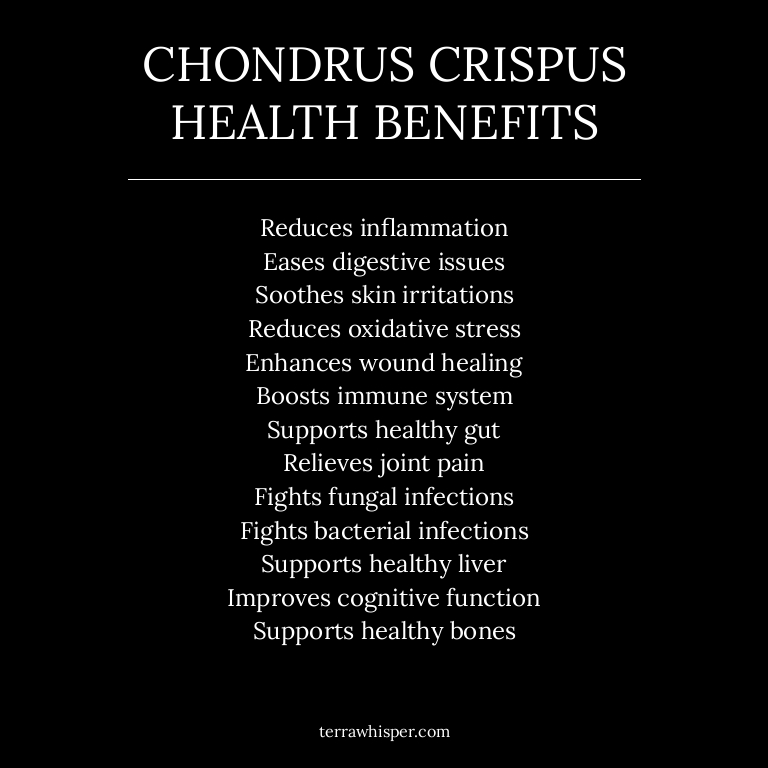 CHONDRUS CRISPUS
HEALTH BENEFITS
Reduces inflammation
Eases digestive issues
Soothes skin irritations
Reduces oxidative stress
Enhances wound healing
Boosts immune system
Supports healthy gut
Relieves joint pain
Fights fungal infections
Fights bacterial infections
Supports healthy liver
Improves cognitive function
Supports healthy bones
terrawhisper.com